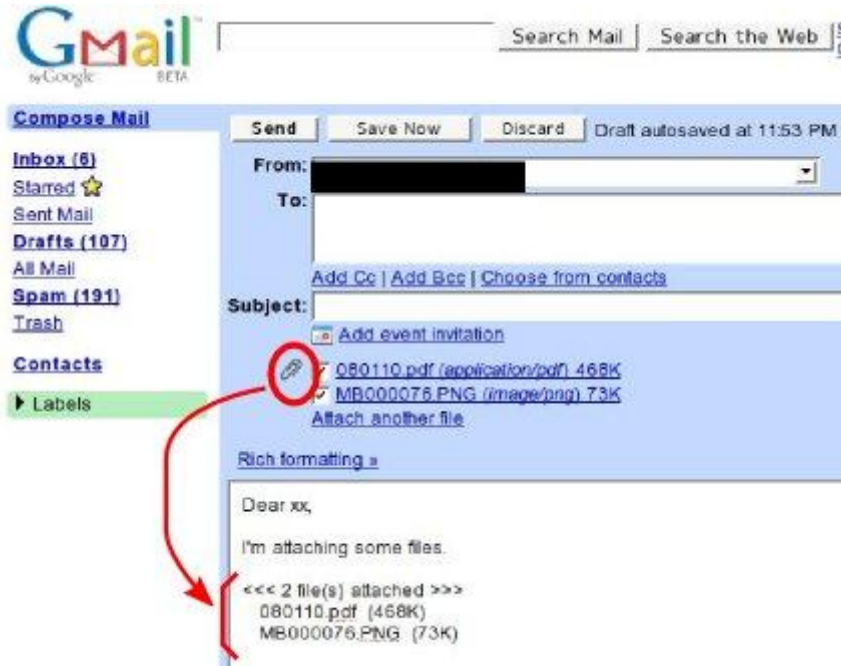 Gmail™
by Google BETA
Search Mail Search the Web
Compose Mail
Send Save Now Discard Draft autosaved at 11:53 PM
Inbox (6)
Starred
Sent Mail
Drafts (107)
All Mail
Spam (191)
Trash
Contacts
Labels
From:
To:
Add Cc | Add Bcc | Choose from contacts
Subject:
Add event invitation
080110.pdf (application/pdf) 468K
MB000076.PNG (image/png) 73K
Attach another file
Rich formatting »
Dear xx,
I'm attaching some files.
<<< 2 file(s) attached >>>
080110.pdf (468K)
MB000076.PNG (73K)